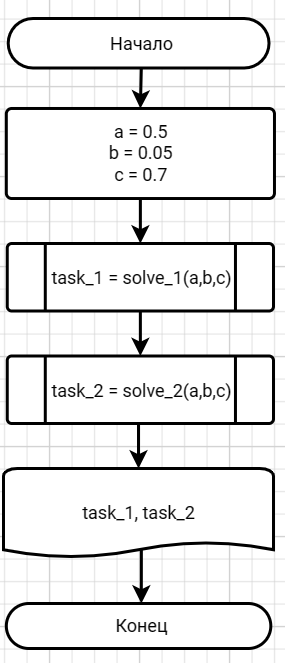 Начало
a = 0.5
b = 0.05
c = 0.7
task_1 = solve_1(a,b,c)
task_2 = solve_2(a,b,c)
task_1, task_2
Конец